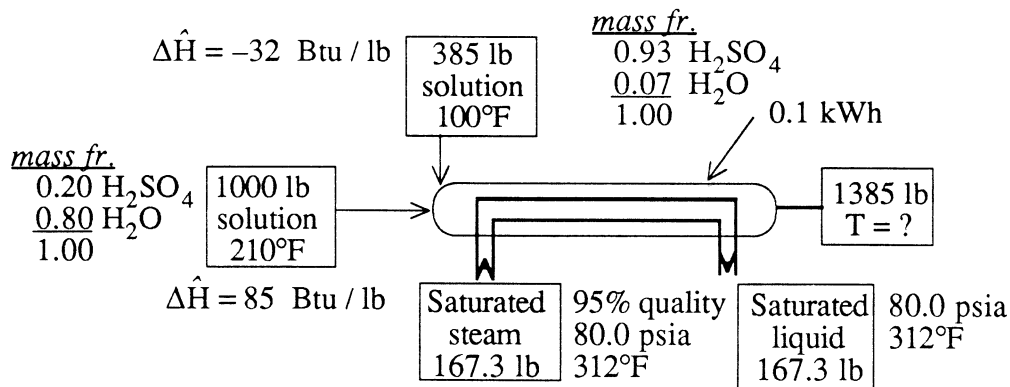 ΔĤ = –32 Btu / lb
385 lb
solution
100°F
mass fr.
0.93 H₂SO₄
0.07 H₂O
1.00
0.1 kWh
mass fr.
0.20 H₂SO₄
0.80 H₂O
1.00
1000 lb
solution
210°F
1385 lb
T = ?
ΔĤ = 85 Btu / lb
Saturated
steam
167.3 lb
95% quality
80.0 psia
312°F
Saturated
liquid
167.3 lb
80.0 psia
312°F